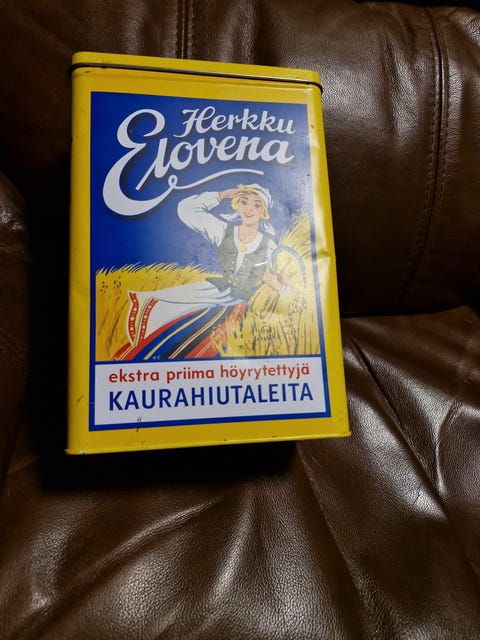 Herkku
Elovena
ekstra priima höyrytettyjä
KAURAHIUTALEITA